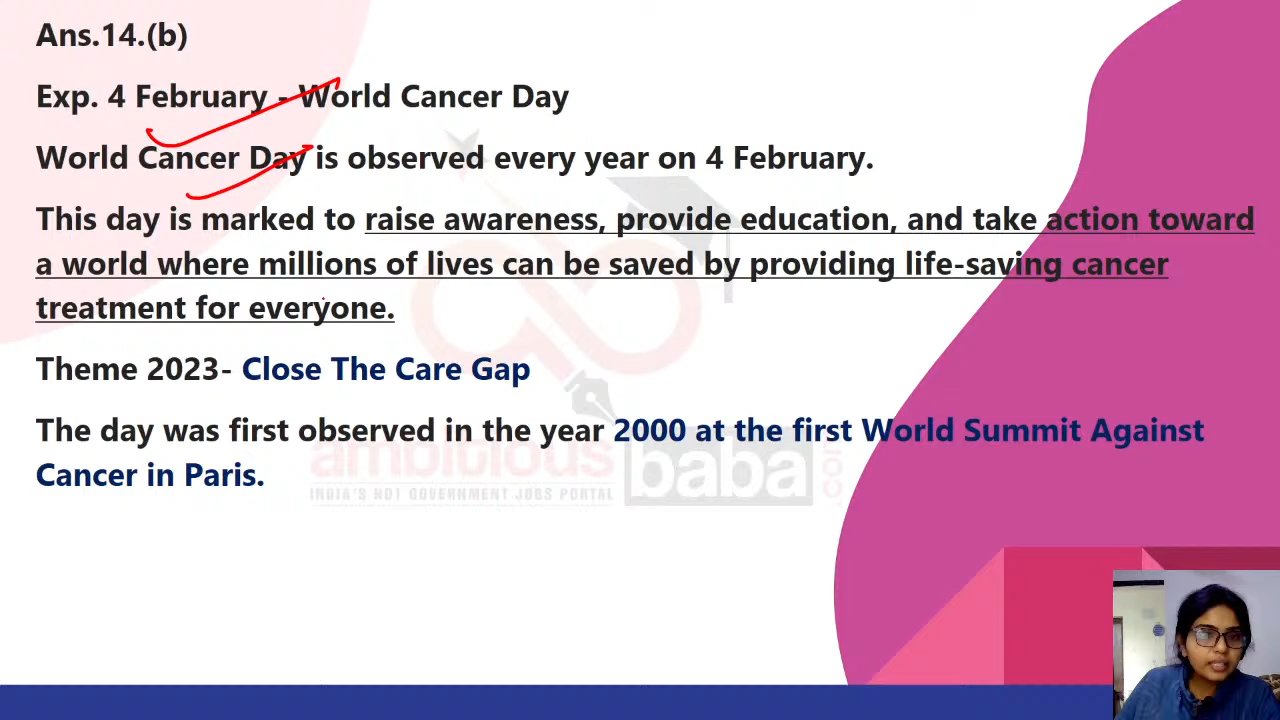 Ans.14.(b)
Exp. 4 February - World Cancer Day
World Cancer Day is observed every year on 4 February.
This day is marked to raise awareness, provide education, and take action toward
a world where millions of lives can be saved by providing life-saving cancer
treatment for everyone.
Theme 2023- Close The Care Gap
The day was first observed in the year 2000 at the first World Summit Against
Cancer in Paris.
ambitious baba .com
INDIA'S HOT GOVERNMENT JOBS PORTAL